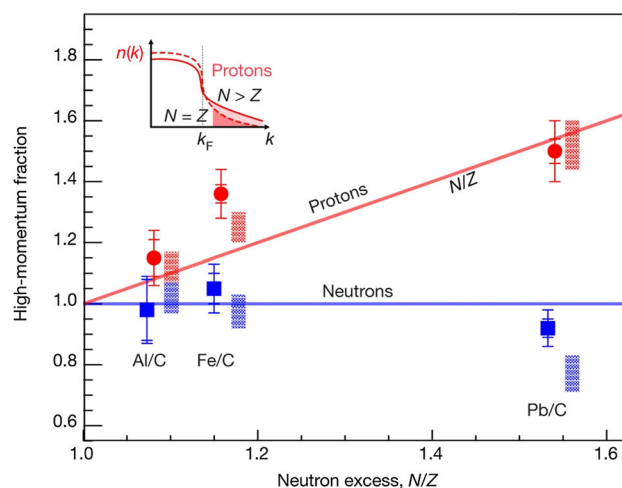 n(k)
Protons
N > Z
N = Z
k_F
k
1.8
1.6
1.4
1.2
1.0
0.8
0.6
High-momentum fraction
Protons
N/Z
Neutrons
Al/C
Fe/C
Pb/C
1.0
1.2
1.4
1.6
Neutron excess, N/Z